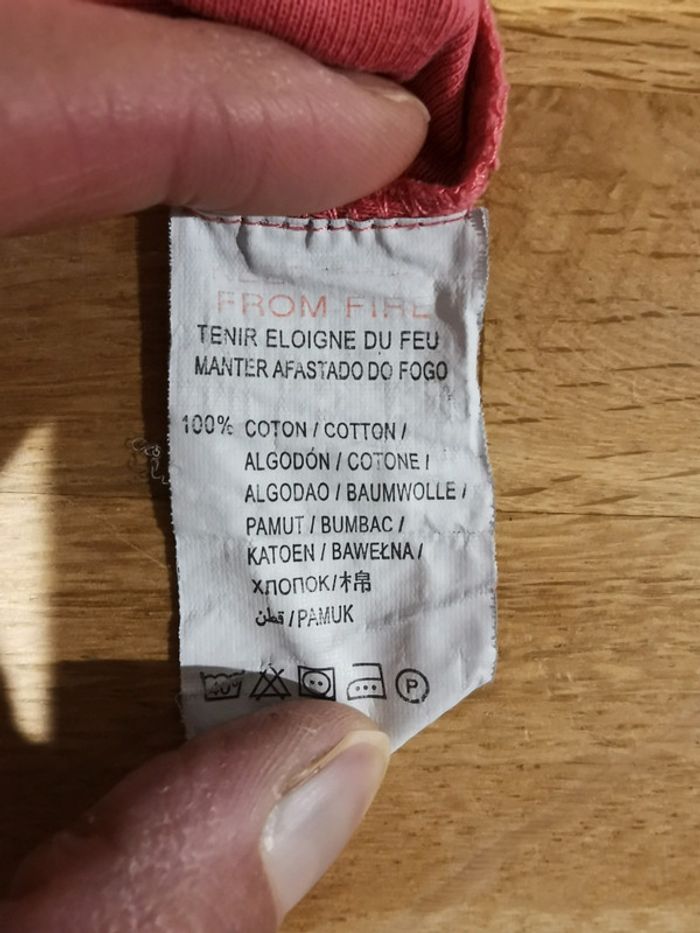 FROM FIRE
TENIR ELOIGNE DU FEU
MANTER AFASTADO DO FOGO
100% COTON / COTTON /
ALGODÓN / COTONE /
ALGODAO / BAUMWOLLE /
PAMUT / BUMBAC /
KATOEN / BAWEŁNA /
хлопок/棉
قطن / PAMUK
40° P